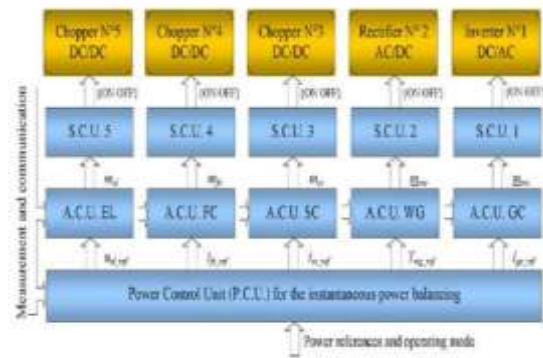 Chopper N°5 DC/DC
Chopper N°4 DC/DC
Chopper N°3 DC/DC
Rectifier N°2 AC/DC
Inverter N°1 DC/AC
{ON OFF}
{ON OFF}
{ON OFF}
{ON OFF}
{ON OFF}
S.C.U. 5
S.C.U. 4
S.C.U. 3
S.C.U. 2
S.C.U. 1
A.C.U. EL
A.C.U. FC
A.C.U. SC
A.C.U. WG
A.C.U. GC
Power Control Unit (P.C.U.) for the instantaneous power balancing
Power references and operating mode
Measurement and communication